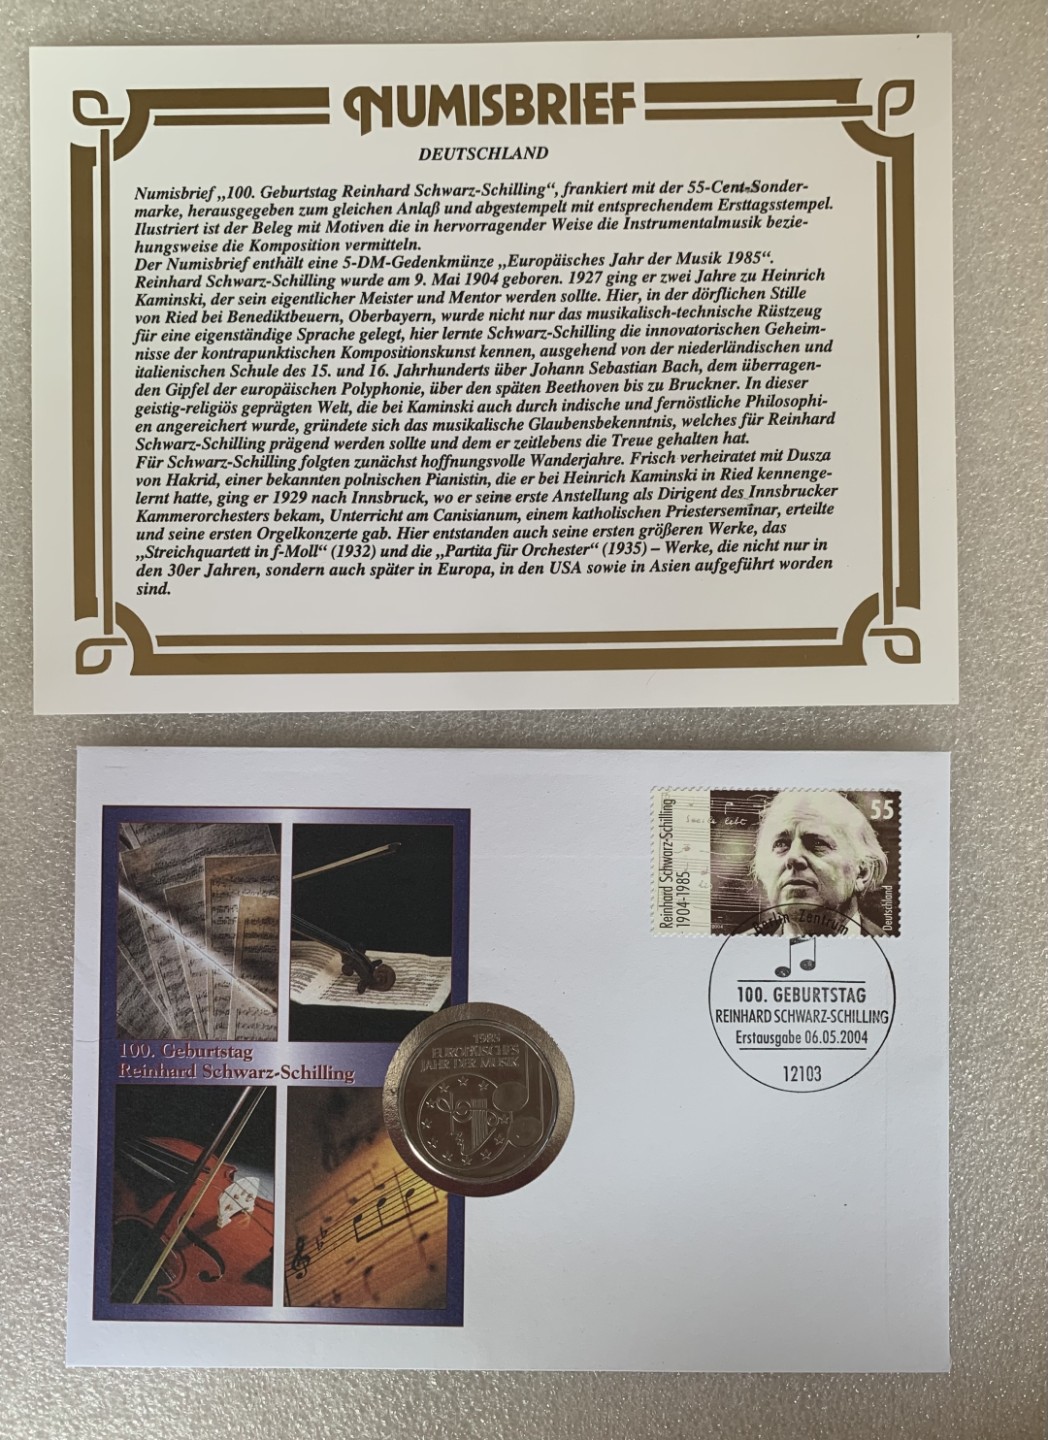 NUMISBRIEF
DEUTSCHLAND
Numisbrief „100. Geburtstag Reinhard Schwarz-Schilling“, frankiert mit der 55-Cent-Sonder-
marke, herausgegeben zum gleichen Anlaß und abgestempelt mit entsprechendem Ersttagsstempel.
Ilustriert ist der Beleg mit Motiven die in hervorragender Weise die Instrumentalmusik bezie-
hungsweise die Komposition vermitteln.
Der Numisbrief enthält eine 5-DM-Gedenkmünze „Europäisches Jahr der Musik 1985“.
Reinhard Schwarz-Schilling wurde am 9. Mai 1904 geboren. 1927 ging er zwei Jahre zu Heinrich
Kaminski, der sein eigentlicher Meister und Mentor werden sollte. Hier, in der dörflichen Stille
von Ried bei Benediktbeuern, Oberbayern, wurde nicht nur das musikalisch-technische Rüstzeug
für eine eigenständige Sprache gelegt, hier lernte Schwarz-Schilling die innovatorischen Geheim-
nisse der kontrapunktischen Kompositionskunst kennen, ausgehend von der niederländischen und
italienischen Schule des 15. und 16. Jahrhunderts über Johann Sebastian Bach, dem überragen-
den Gipfel der europäischen Polyphonie, über den späten Beethoven bis zu Bruckner. In dieser
geistig-religiös geprägten Welt, die bei Kaminski auch durch indische und fernöstliche Philosophi-
en angereichert wurde, gründete sich das musikalische Glaubensbekenntnis, welches für Reinhard
Schwarz-Schilling prägend werden sollte und dem er zeitlebens die Treue gehalten hat.
Für Schwarz-Schilling folgten zunächst hoffnungsvolle Wanderjahre. Frisch verheiratet mit Dusza
von Hakrid, einer bekannten polnischen Pianistin, die er bei Heinrich Kaminski in Ried kennenge-
lernt hatte, ging er 1929 nach Innsbruck, wo er seine erste Anstellung als Dirigent des Innsbrucker
Kammerorchesters bekam, Unterricht am Canisianum, einem katholischen Priesterseminar, erteilte
und seine ersten Orgelkonzerte gab. Hier entstanden auch seine ersten größeren Werke, das
„Streichquartett in f-Moll“ (1932) und die „Partita für Orchester“ (1935) – Werke, die nicht nur in
den 30er Jahren, sondern auch später in Europa, in den USA sowie in Asien aufgeführt worden
sind.
Reinhard Schwarz-Schilling
1904-1985
55
Deutschland
Berlin Zentrum
100. GEBURTSTAG
REINHARD SCHWARZ-SCHILLING
Erstausgabe 06.05.2004
12103
100. Geburtstag
Reinhard Schwarz-Schilling
1985
EUROPÄISCHES
JAHR DER MUSIK